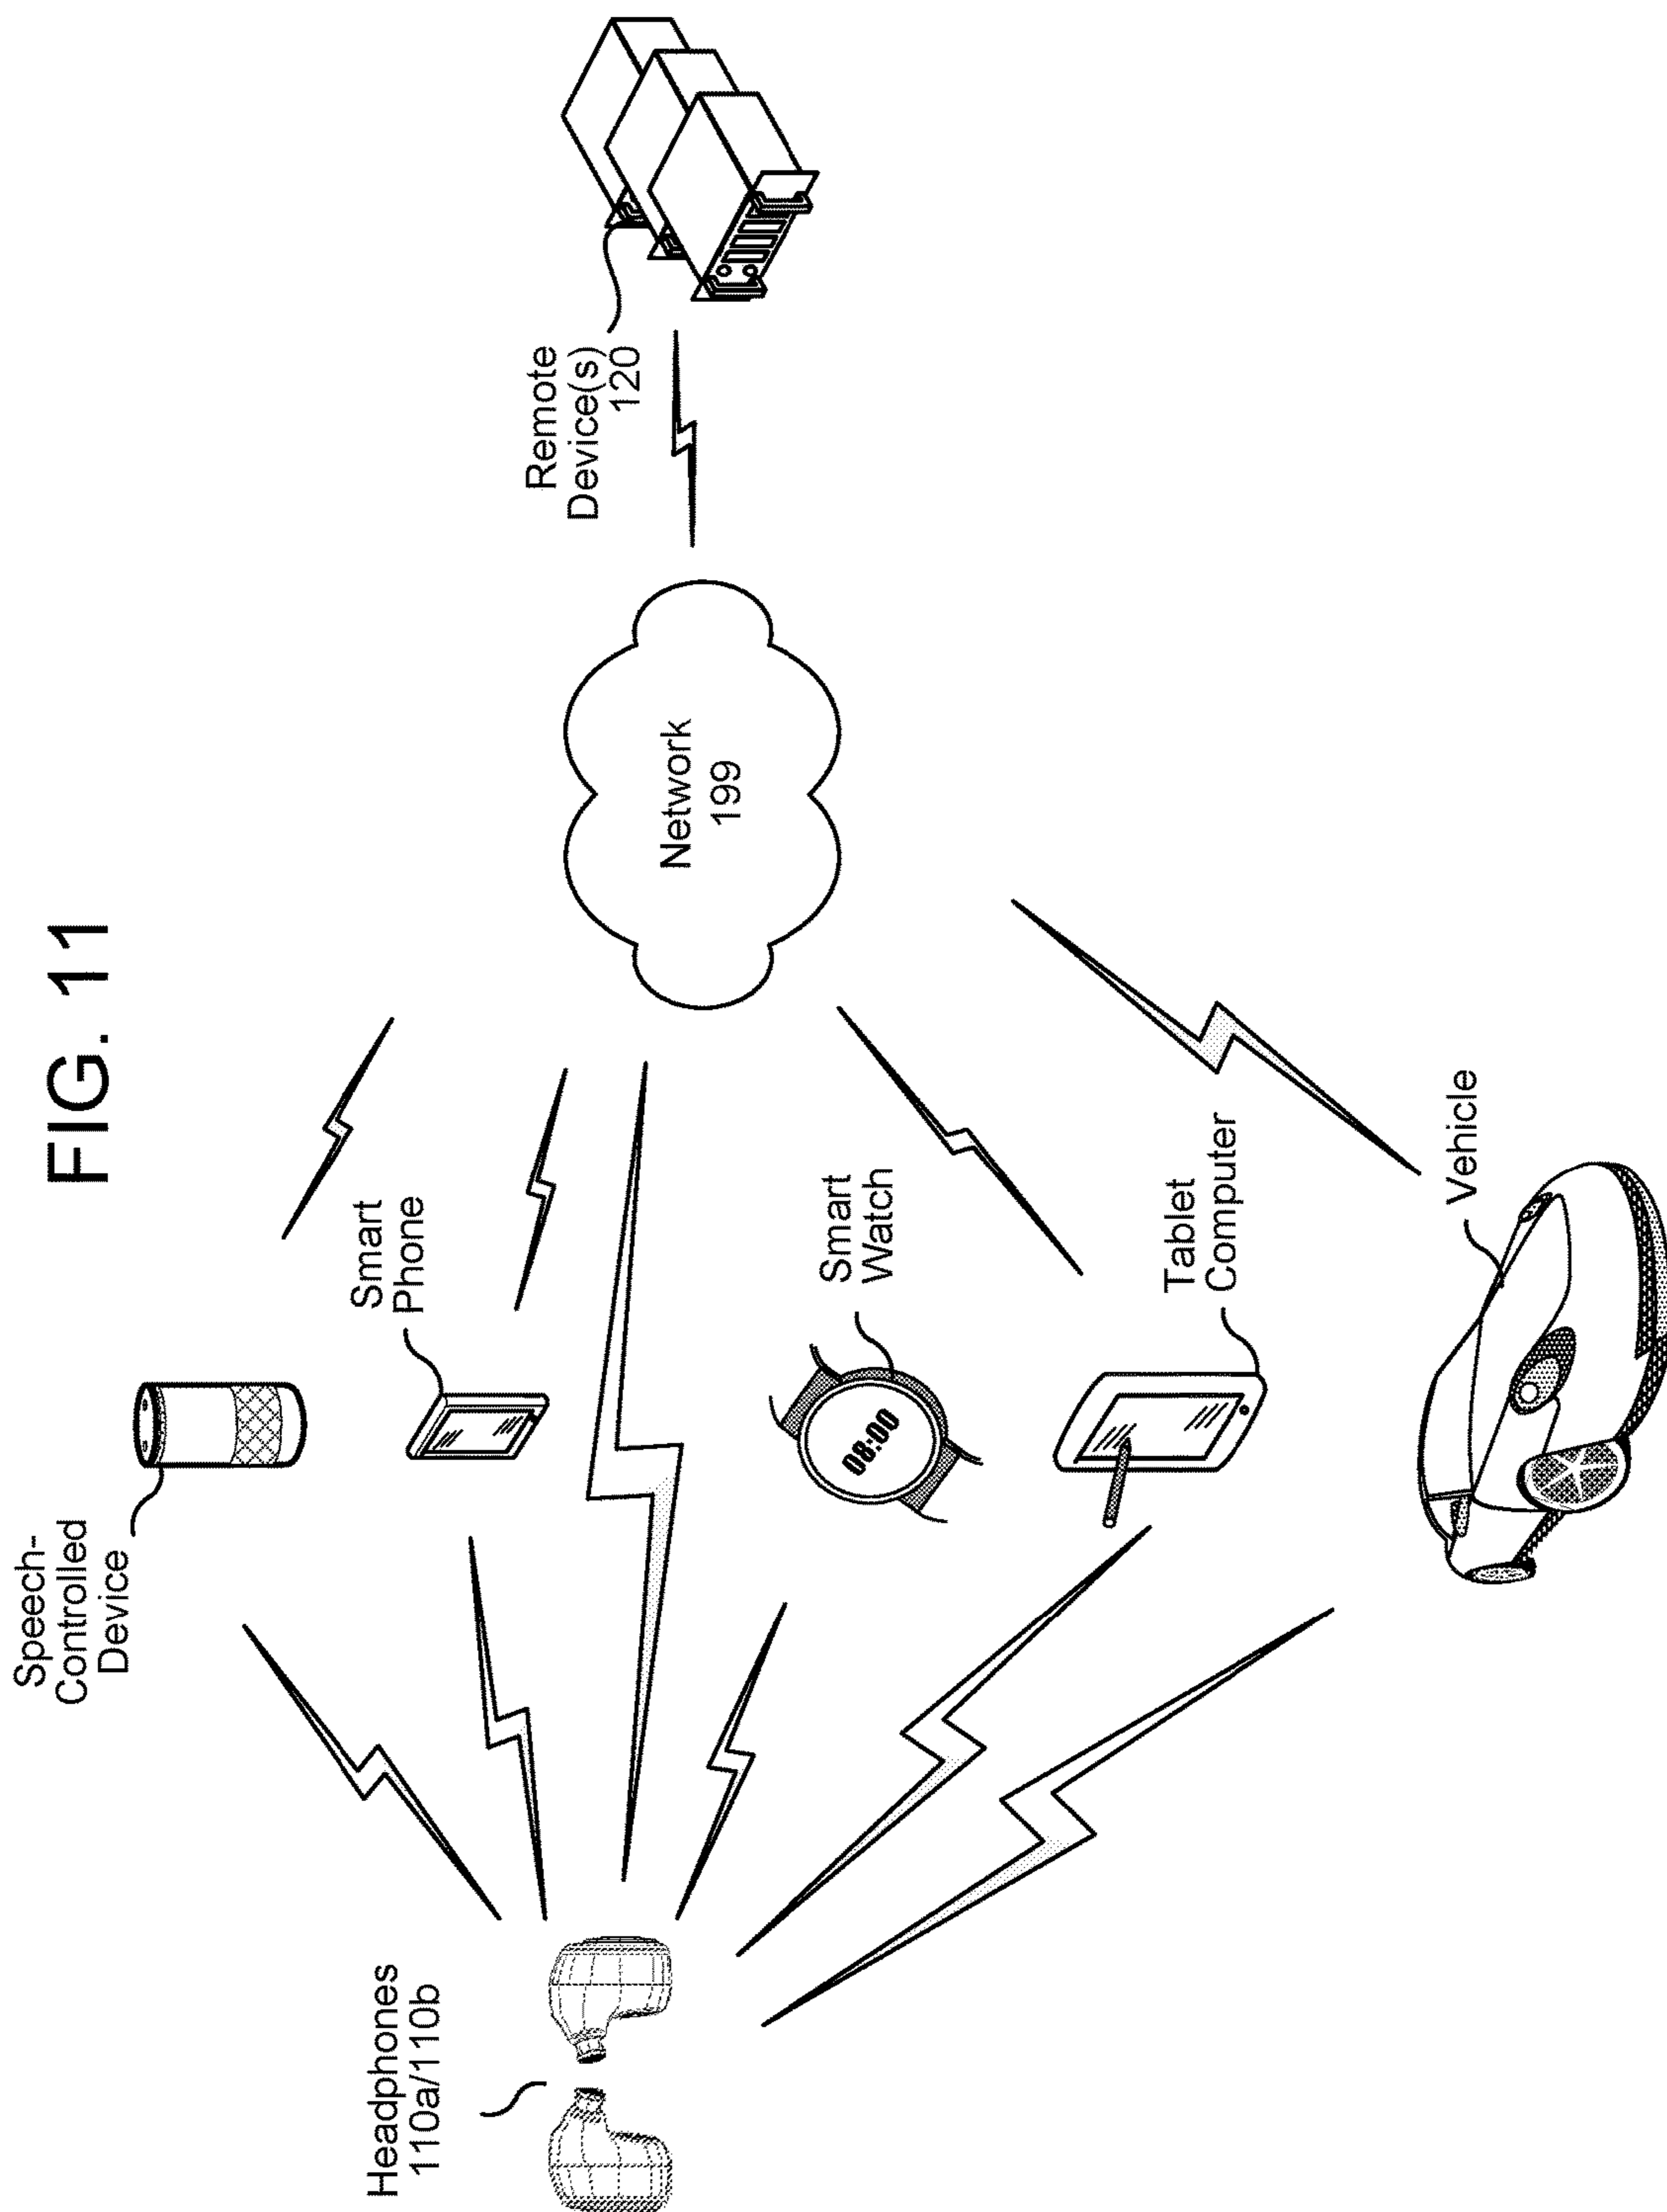 FIG. 11
Speech-
Controlled
Device
Smart
Phone
Headphones
110a/110b
Remote
Device(s)
120
Network
199
Smart
Watch
08:00
Tablet
Computer
Vehicle